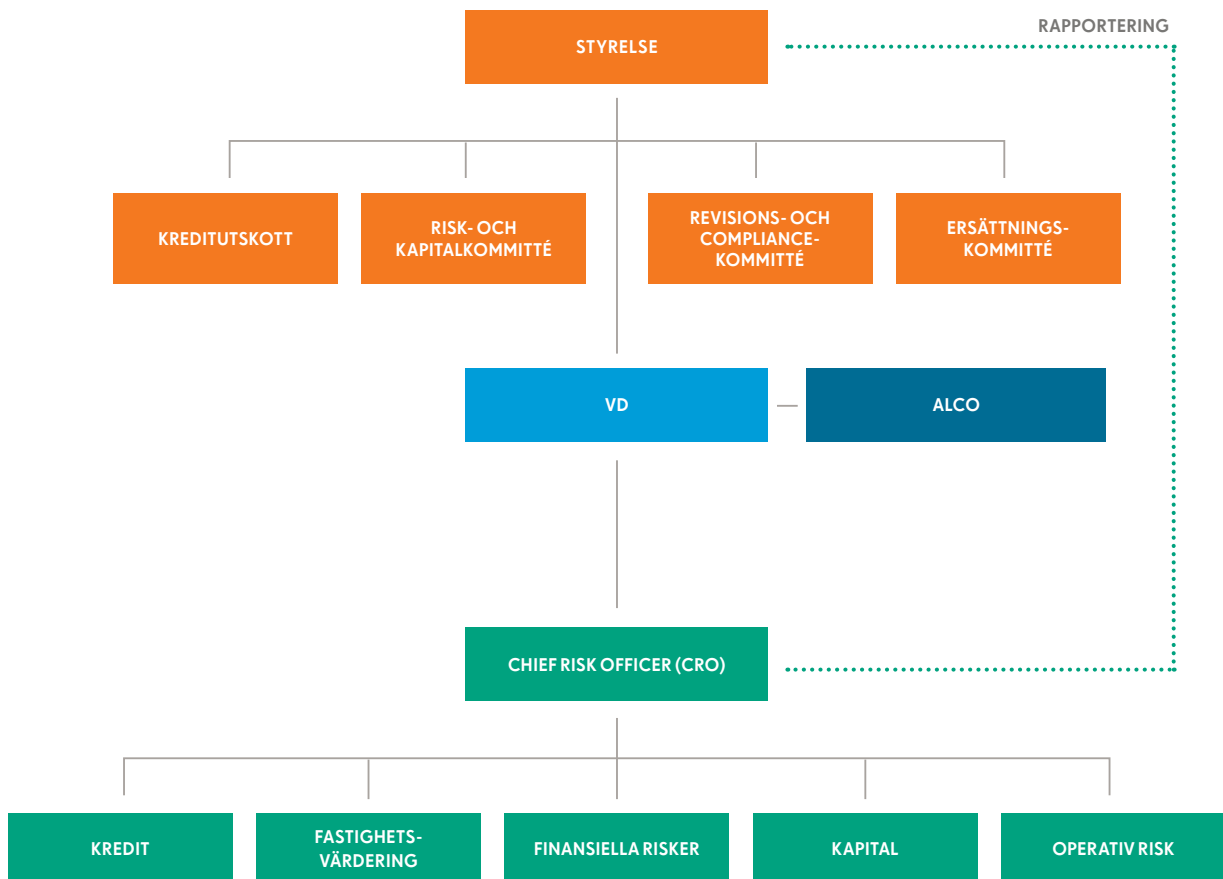 RAPPORTERING
STYRELSE
KREDITUTSKOTT
RISK- OCH
KAPITALKOMMITTÉ
REVISIONS- OCH
COMPLIANCE-
KOMMITTÉ
ERSÄTTNINGS-
KOMMITTÉ
VD
ALCO
CHIEF RISK OFFICER (CRO)
KREDIT
FASTIGHETS-
VÄRDERING
FINANSIELLA RISKER
KAPITAL
OPERATIV RISK